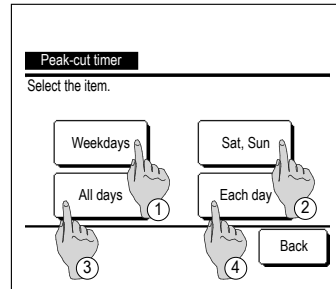 Peak-cut timer
Select the item.
Weekdays
Sat, Sun
①
②
All days
Each day
③
④
Back